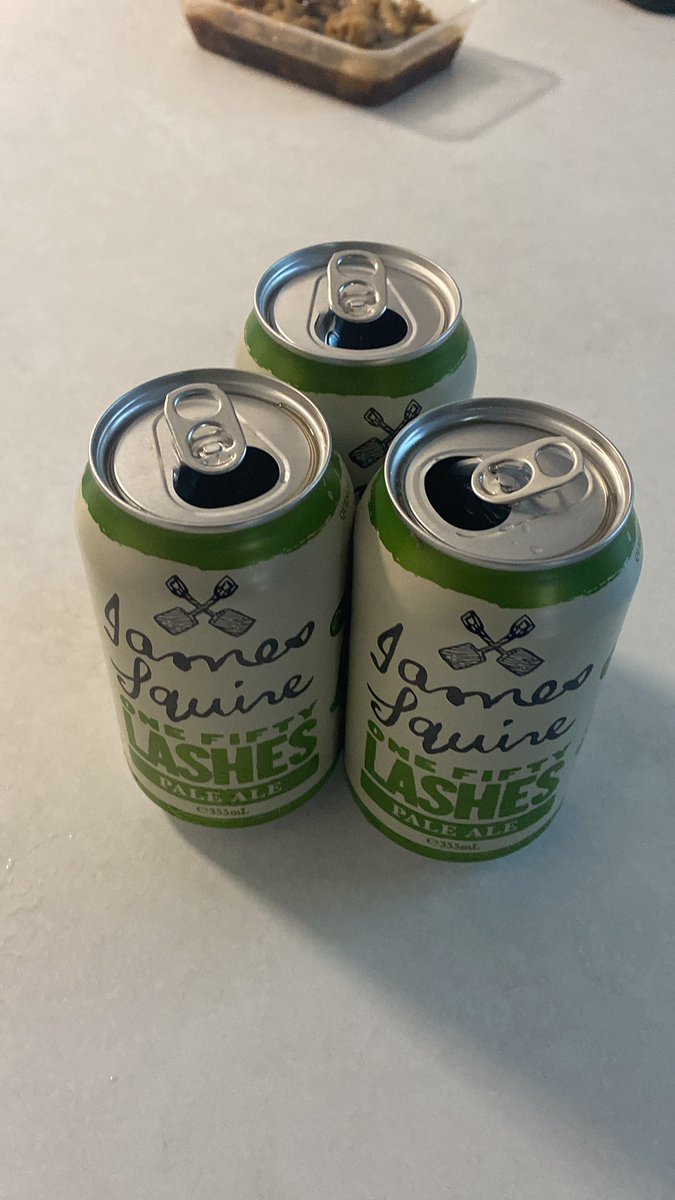 James
Squire
ONE FIFTY
LASHES
PALE ALE
℮355mL
James
Squire
ONE FIFTY
LASHES
PALE ALE
℮355mL